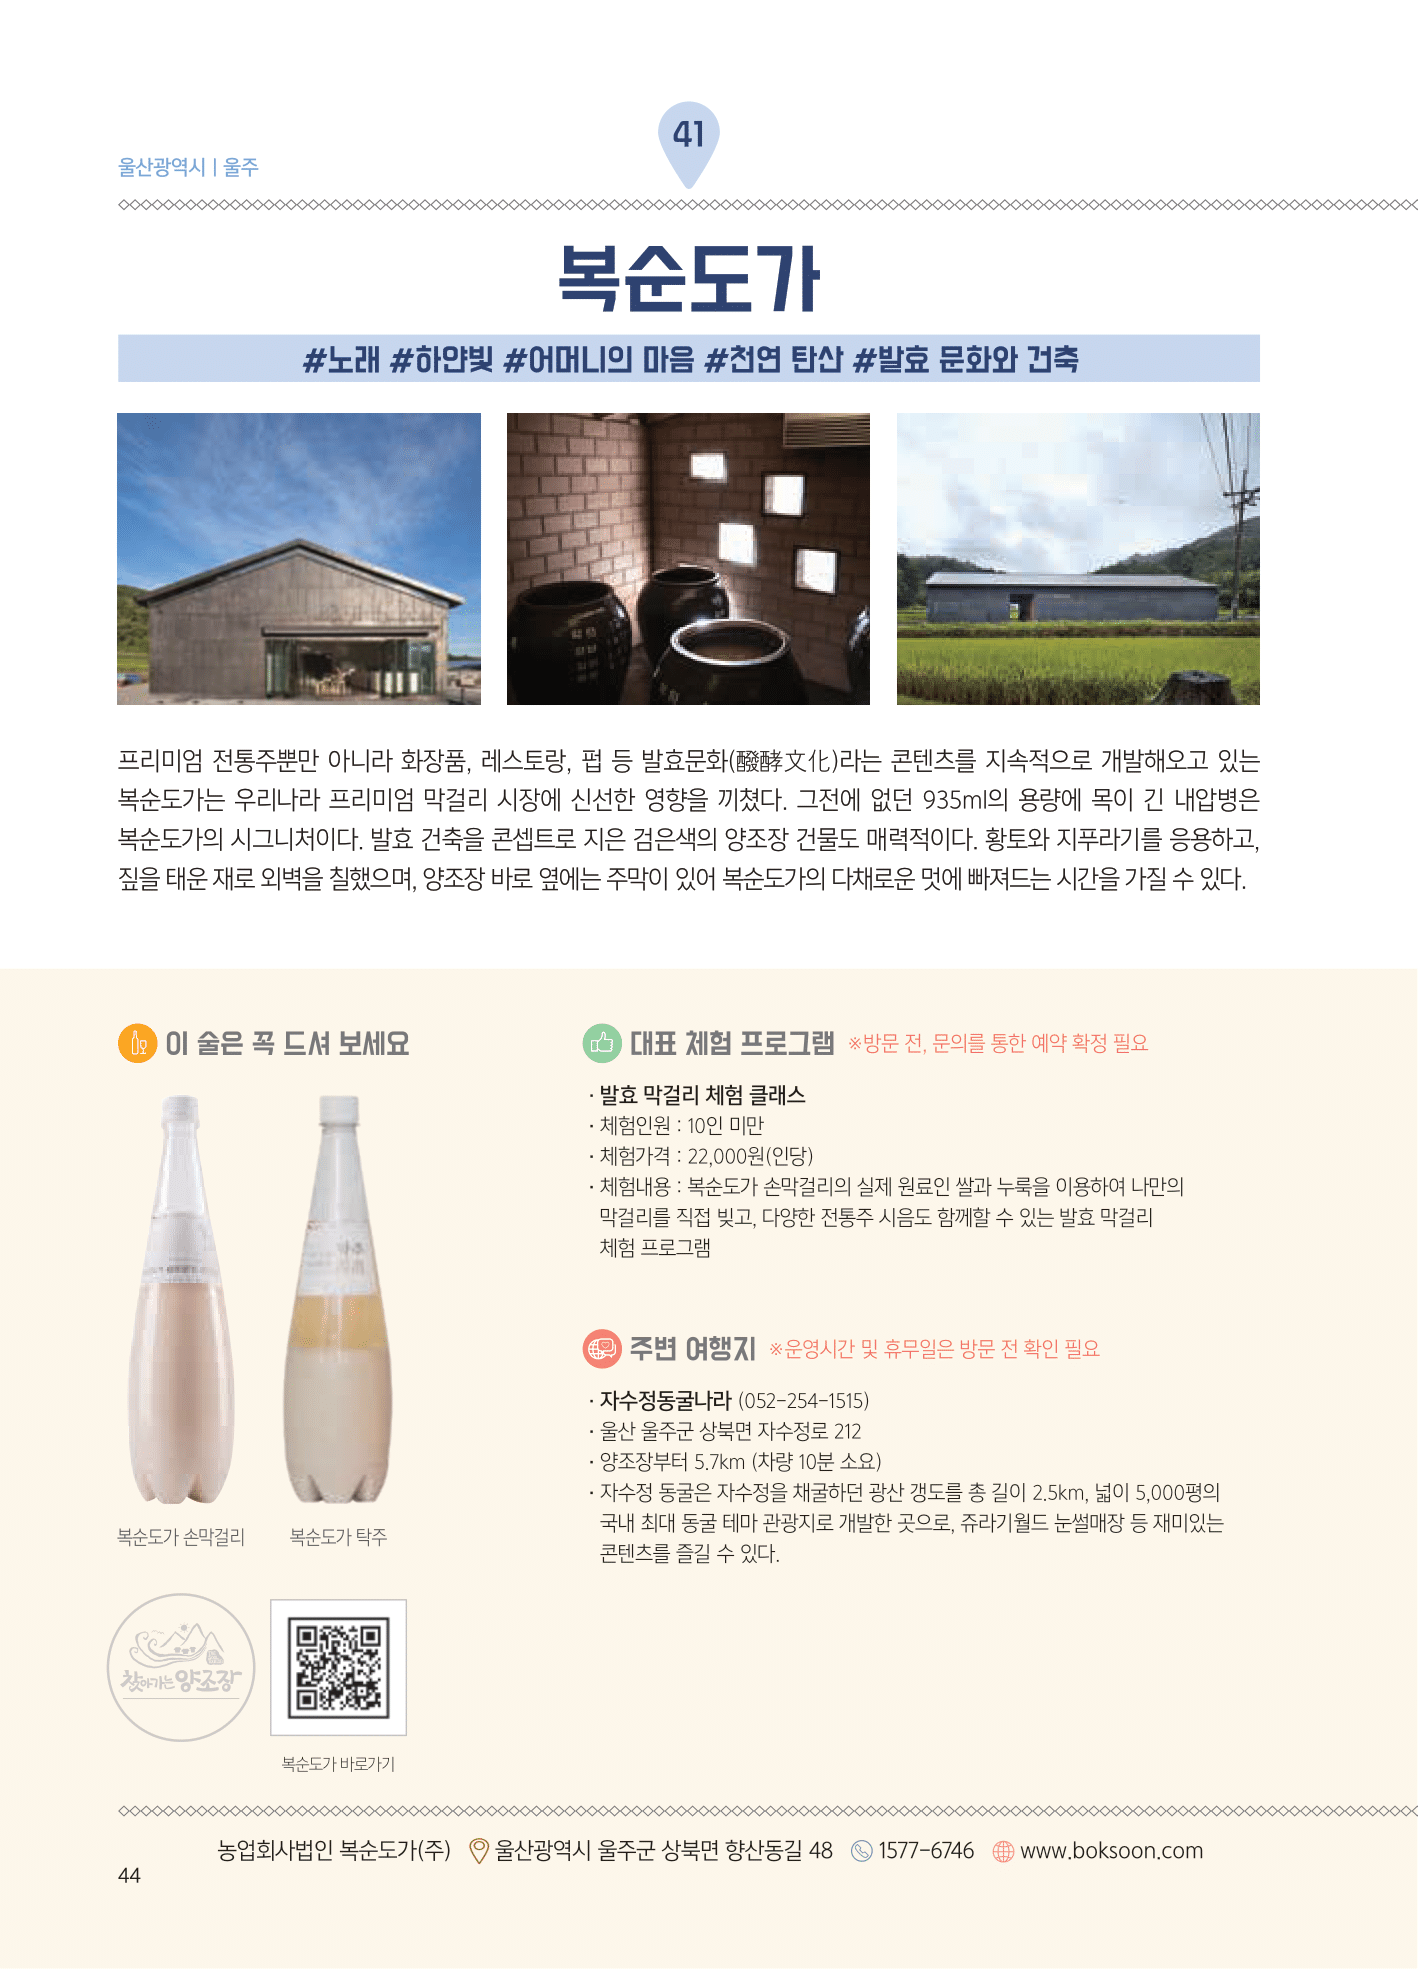 41
울산광역시 | 울주
복순도가
#노래 #하얀빛 #어머니의 마음 #천연 탄산 #발효 문화와 건축
프리미엄 전통주뿐만 아니라 화장품, 레스토랑, 펍 등 발효문화(醱酵文化)라는 콘텐츠를 지속적으로 개발해오고 있는
복순도가는 우리나라 프리미엄 막걸리 시장에 신선한 영향을 끼쳤다. 그전에 없던 935ml의 용량에 목이 긴 내압병은
복순도가의 시그니처이다. 발효 건축을 콘셉트로 지은 검은색의 양조장 건물도 매력적이다. 황토와 지푸라기를 응용하고,
짚을 태운 재로 외벽을 칠했으며, 양조장 바로 옆에는 주막이 있어 복순도가의 다채로운 멋에 빠져드는 시간을 가질 수 있다.
이 술은 꼭 드셔 보세요
복순도가 손막걸리
복순도가 탁주
찾아가는 양조장
복순도가 바로가기
대표 체험 프로그램 ※방문 전, 문의를 통한 예약 확정 필요
· 발효 막걸리 체험 클래스
· 체험인원 : 10인 미만
· 체험가격 : 22,000원(인당)
· 체험내용 : 복순도가 손막걸리의 실제 원료인 쌀과 누룩을 이용하여 나만의
막걸리를 직접 빚고, 다양한 전통주 시음도 함께할 수 있는 발효 막걸리
체험 프로그램
주변 여행지 ※운영시간 및 휴무일은 방문 전 확인 필요
· 자수정동굴나라 (052-254-1515)
· 울산 울주군 상북면 자수정로 212
· 양조장부터 5.7km (차량 10분 소요)
· 자수정 동굴은 자수정을 채굴하던 광산 갱도를 총 길이 2.5km, 넓이 5,000평의
국내 최대 동굴 테마 관광지로 개발한 곳으로, 쥬라기월드 눈썰매장 등 재미있는
콘텐츠를 즐길 수 있다.
농업회사법인 복순도가(주) 울산광역시 울주군 상북면 향산동길 48 1577-6746 www.boksoon.com
44